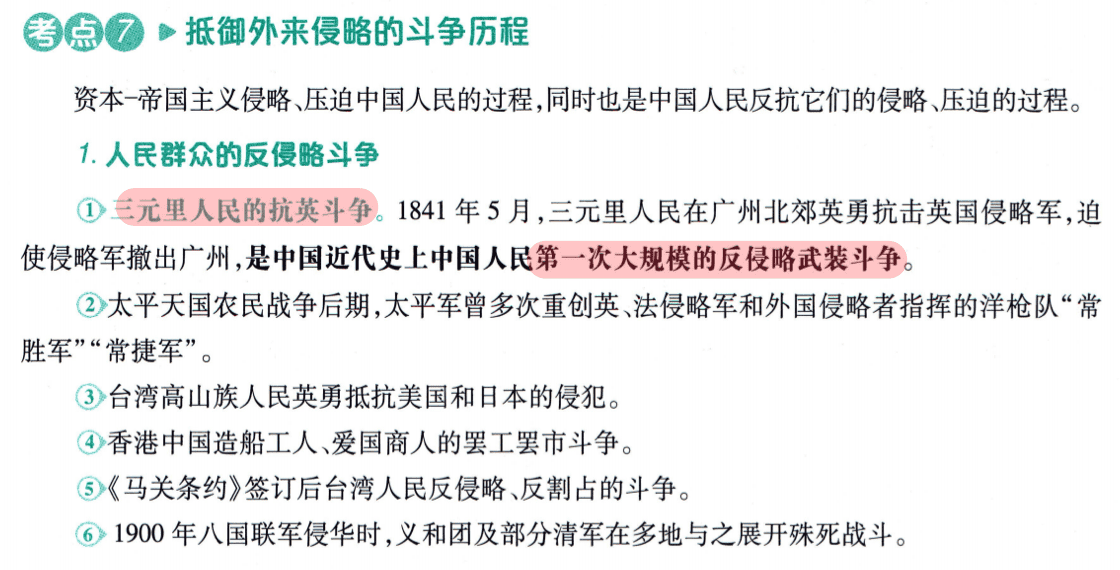 考点7 ▶ 抵御外来侵略的斗争历程
资本-帝国主义侵略、压迫中国人民的过程,同时也是中国人民反抗它们的侵略、压迫的过程。
1. 人民群众的反侵略斗争
①三元里人民的抗英斗争。1841 年 5 月,三元里人民在广州北郊英勇抗击英国侵略军,迫
使侵略军撤出广州,是中国近代史上中国人民第一次大规模的反侵略武装斗争。
②太平天国农民战争后期,太平军曾多次重创英、法侵略军和外国侵略者指挥的洋枪队“常
胜军”“常捷军”。
③台湾高山族人民英勇抵抗美国和日本的侵犯。
④香港中国造船工人、爱国商人的罢工罢市斗争。
⑤《马关条约》签订后台湾人民反侵略、反割占的斗争。
⑥ 1900 年八国联军侵华时,义和团及部分清军在多地与之展开殊死战斗。